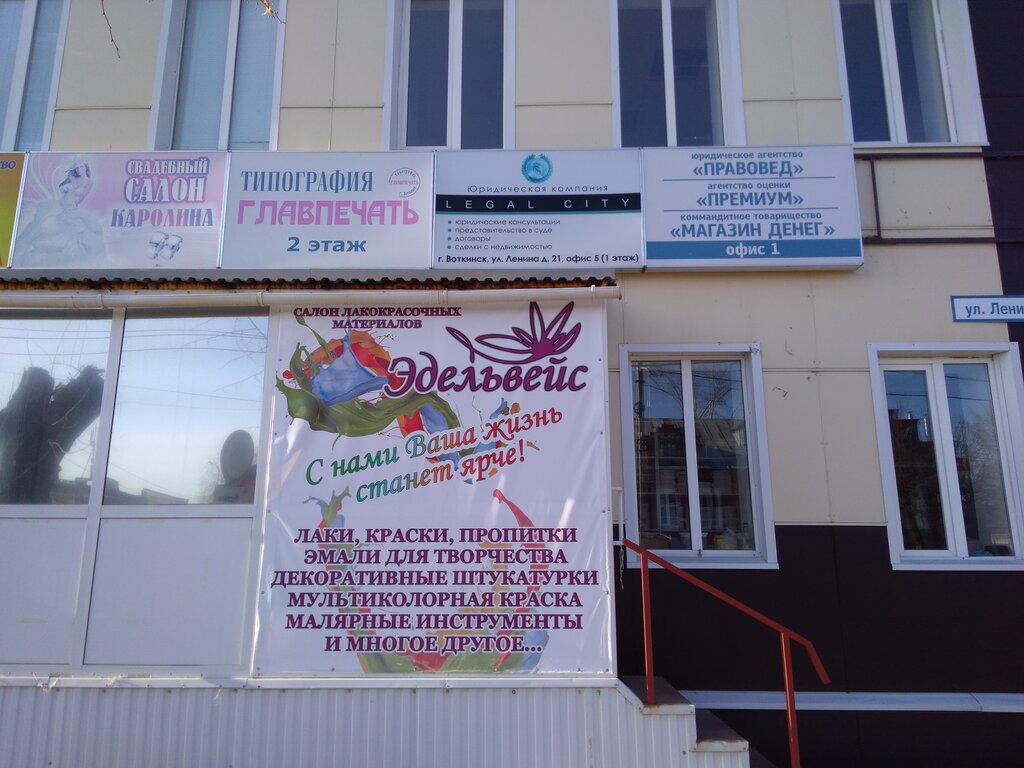 СВАДЕБНЫЙ
САЛОН
КАРОЛИНА
ТИПОГРАФИЯ
ГЛАВПЕЧАТЬ
2 этаж
Юридическая компания
LEGAL CITY
юридические консультации
представительство в суде
договоры
сделки с недвижимостью
г. Воткинск, ул. Ленина д. 21, офис 5 (1 этаж)
юридическое агентство
«ПРАВОВЕД»
агентство оценки
«ПРЕМИУМ»
коммандитное товарищество
«МАГАЗИН ДЕНЕГ»
офис 1
ул. Лени
САЛОН ЛАКОКРАСОЧНЫХ
МАТЕРИАЛОВ
Эдельвейс
С нами Ваша жизнь
станет ярче!
ЛАКИ, КРАСКИ, ПРОПИТКИ
ЭМАЛИ ДЛЯ ТВОРЧЕСТВА
ДЕКОРАТИВНЫЕ ШТУКАТУРКИ
МУЛЬТИКОЛОРНАЯ КРАСКА
МАЛЯРНЫЕ ИНСТРУМЕНТЫ
И МНОГОЕ ДРУГОЕ...